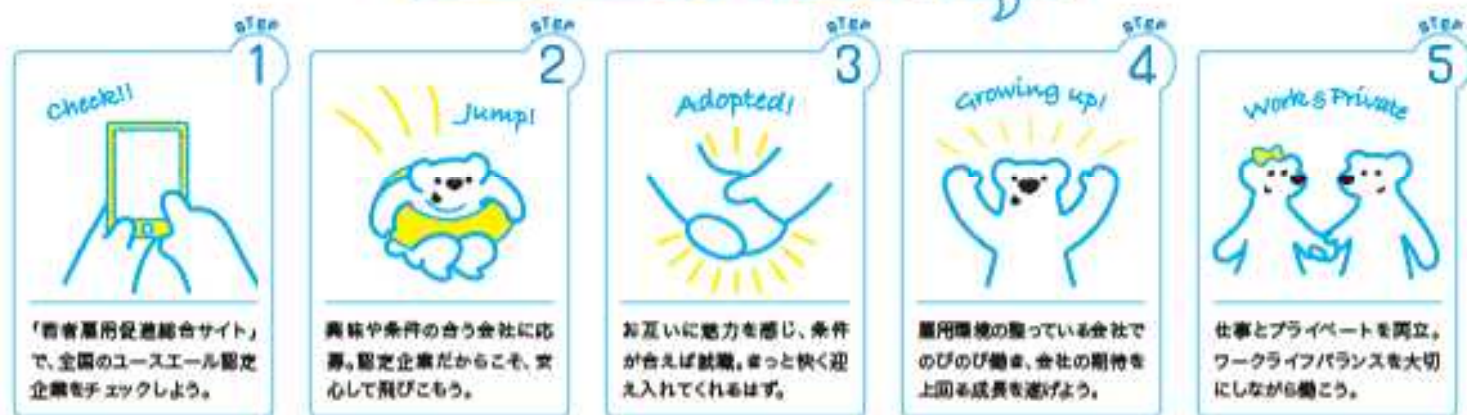 STEP
1
Check!!
「若者雇用促進総合サイト」
で、全国のユースエール認定
企業をチェックしよう。
STEP
2
Jump!
興味や条件の合う会社に応
募。認定企業だからこそ、安
心して飛びこもう。
STEP
3
Adopted!
お互いに魅力を感じ、条件
が合えば就職。きっと快く迎
え入れてくれるはず。
STEP
4
Growing up!
雇用環境の整っている会社で
のびのび働き、会社の期待を
上回る成長を遂げよう。
STEP
5
Work & Private
仕事とプライベートを両立。
ワークライフバランスを大切
にしながら働こう。